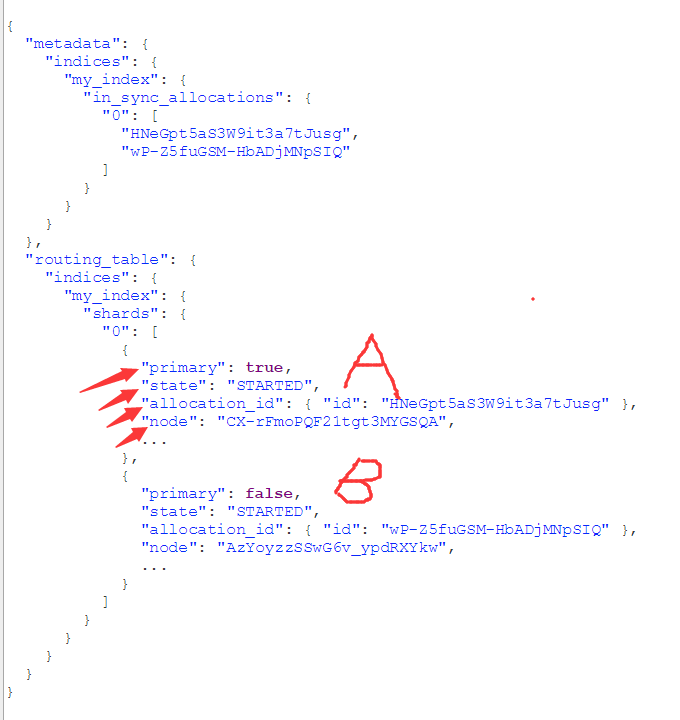 {
"metadata": {
"indices": {
"my_index": {
"in_sync_allocations": {
"0": [
"HNeGpt5aS3W9it3a7tJusg",
"wP-Z5fuGSM-HbADjMNpSIQ"
]
}
}
}
},
"routing_table": {
"indices": {
"my_index": {
"shards": {
"0": [
{
"primary": true,
A
"state": "STARTED",
"allocation_id": { "id": "HNeGpt5aS3W9it3a7tJusg" },
"node": "CX-rFmoPQF21tgt3MYGSQA",
...
},
{
B
"primary": false,
"state": "STARTED",
"allocation_id": { "id": "wP-Z5fuGSM-HbADjMNpSIQ" },
"node": "AzYoyzzSSwG6v_ypdRXYkw",
...
}
]
}
}
}
}
}